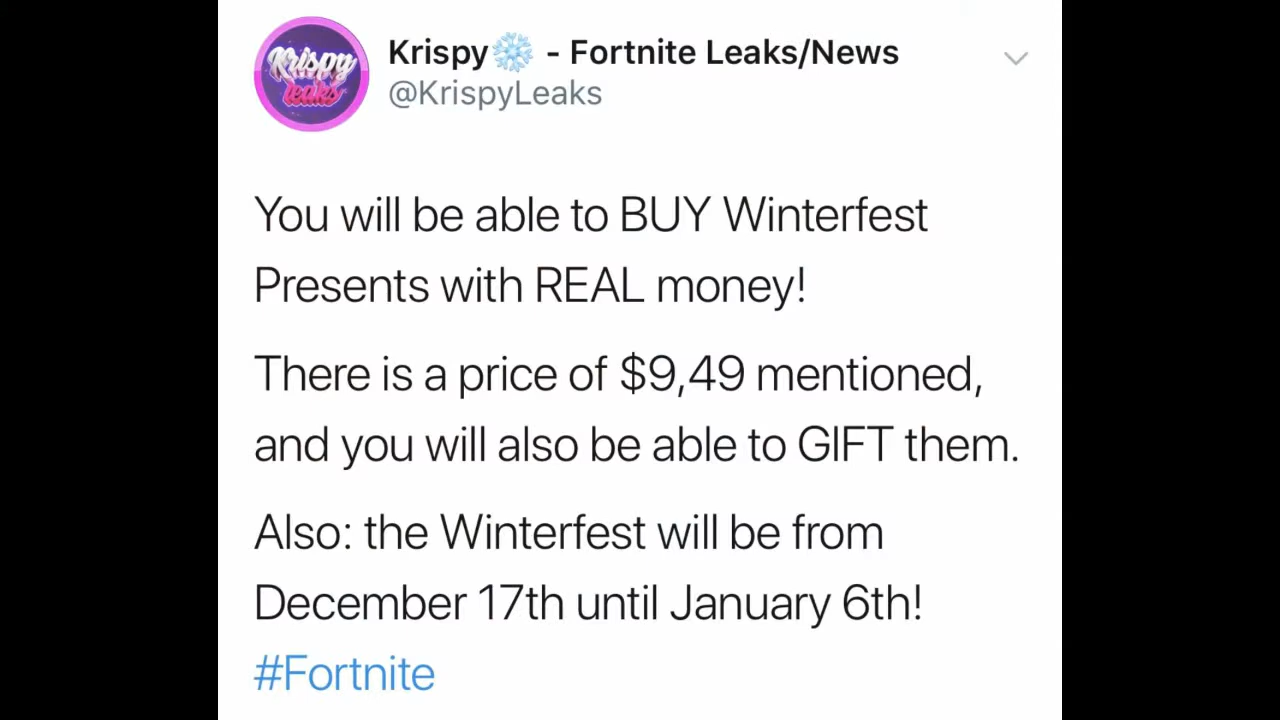 Krispy leaks
Krispy❄️ - Fortnite Leaks/News
@KrispyLeaks
You will be able to BUY Winterfest
Presents with REAL money!
There is a price of $9,49 mentioned,
and you will also be able to GIFT them.
Also: the Winterfest will be from
December 17th until January 6th!
#Fortnite